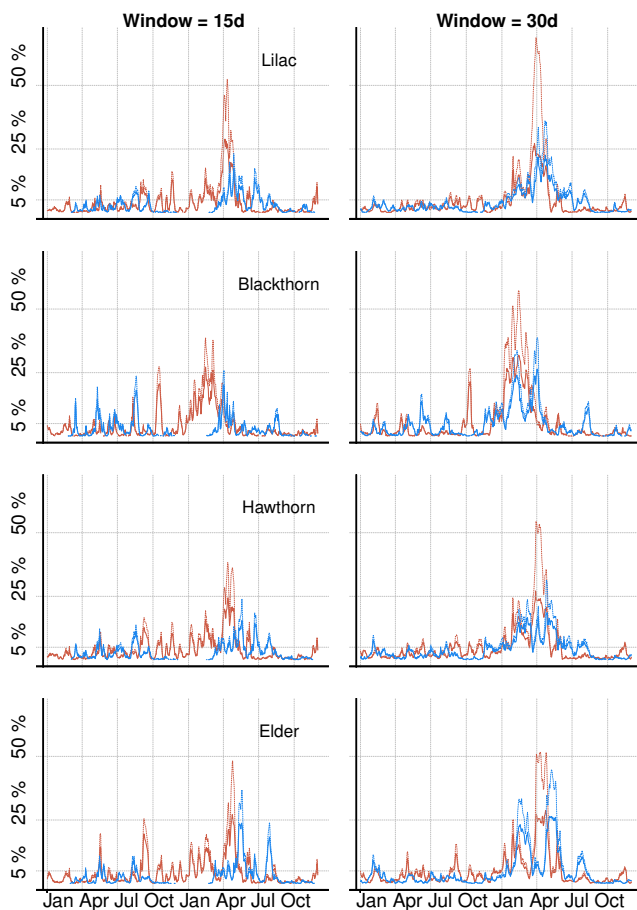 Window = 15d
Window = 30d
Lilac
50 %
25 %
5 %
Blackthorn
50 %
25 %
5 %
Hawthorn
50 %
25 %
5 %
Elder
50 %
25 %
5 %
Jan Apr Jul Oct Jan Apr Jul Oct
Jan Apr Jul Oct Jan Apr Jul Oct